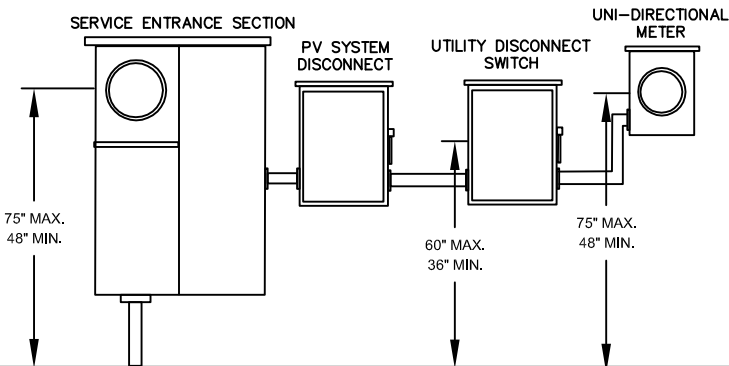 SERVICE ENTRANCE SECTION
PV SYSTEM
DISCONNECT
UTILITY DISCONNECT
SWITCH
UNI-DIRECTIONAL
METER
75" MAX.
48" MIN.
60" MAX.
36" MIN.
75" MAX.
48" MIN.